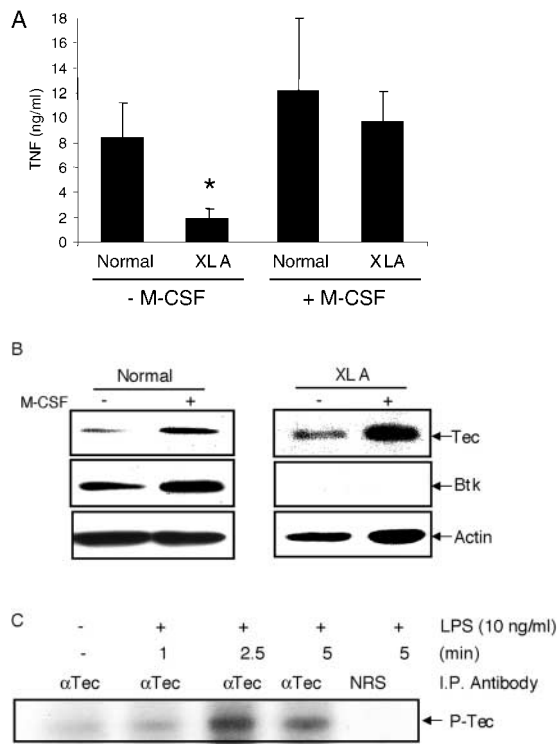 A
18
16
14
12
10
8
6
4
2
0
TNF (ng/ml)
*
Normal XLA Normal XLA
- M-CSF + M-CSF
B
Normal XLA
M-CSF - + - +
Tec
Btk
Actin
C
- + + + + LPS (10 ng/ml)
- 1 2.5 5 5 (min)
αTec αTec αTec αTec NRS I.P. Antibody
P-Tec